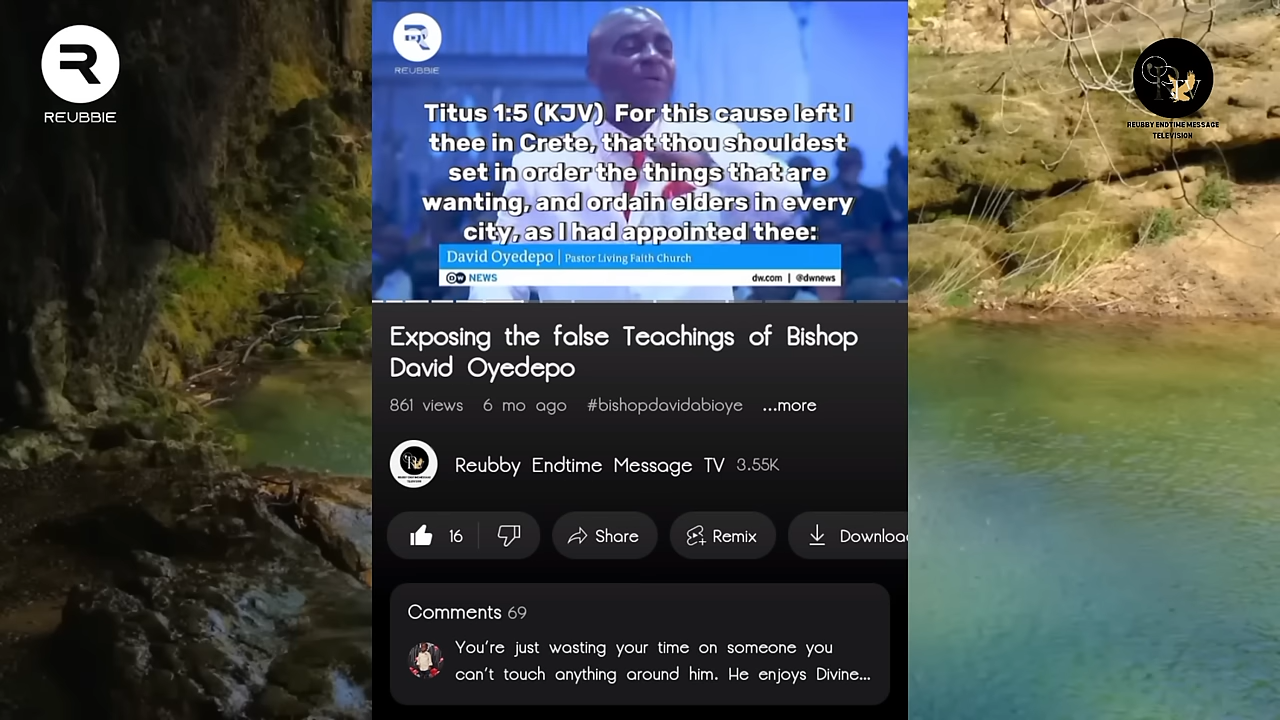 REUBBIE
REUBBIE
Titus 1:5 (KJV) For this cause left I
thee in Crete, that thou shouldest
set in order the things that are
wanting, and ordain elders in every
city, as I had appointed thee:
David Oyedepo | Pastor Living Faith Church
DW NEWS
dw.com | @dwnews
REUBBY ENDTIME MESSAGE
TELEVISION
Exposing the false Teachings of Bishop
David Oyedepo
861 views 6 mo ago #bishopdavidabioye ...more
Reubby Endtime Message TV 3.55K
16
Share
Remix
Downloa
Comments 69
You're just wasting your time on someone you
can't touch anything around him. He enjoys Divine...